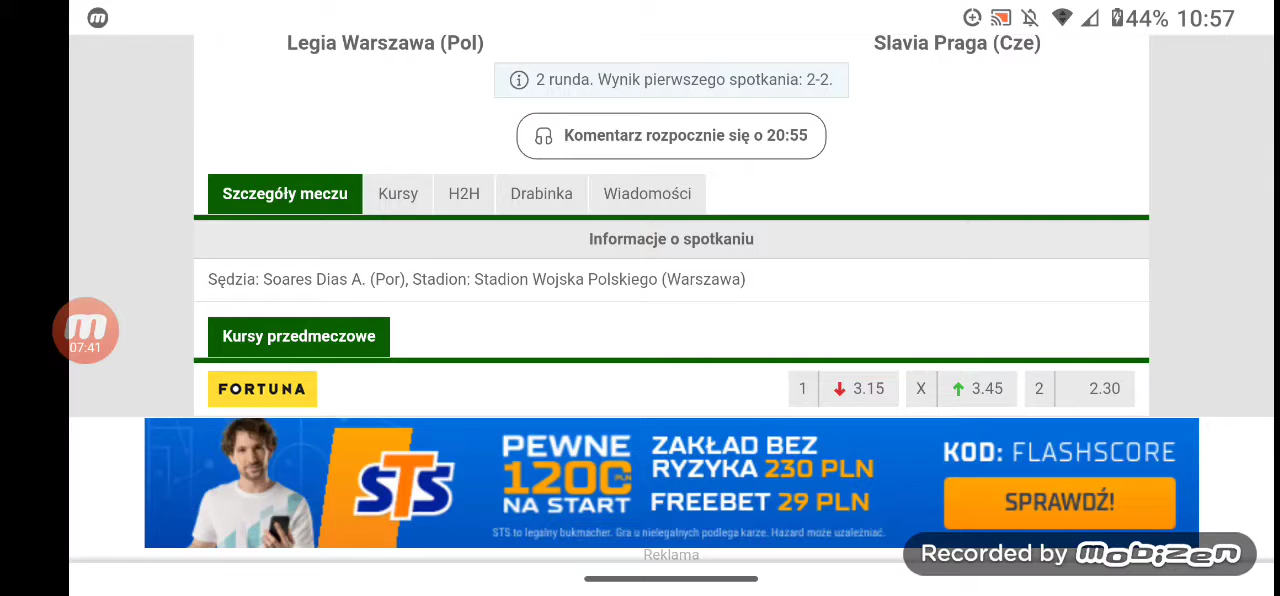 m
44% 10:57
Legia Warszawa (Pol)
Slavia Praga (Cze)
2 runda. Wynik pierwszego spotkania: 2-2.
Komentarz rozpocznie się o 20:55
Szczegóły meczu Kursy H2H Drabinka Wiadomości
Informacje o spotkaniu
Sędzia: Soares Dias A. (Por), Stadion: Stadion Wojska Polskiego (Warszawa)
m
07:41
Kursy przedmeczowe
FORTUNA
1 3.15 X 3.45 2 2.30
STS
PEWNE
1200 PLN
NA START
ZAKŁAD BEZ
RYZYKA 230 PLN
FREEBET 29 PLN
STS to legalny bukmacher. Gra u nielegalnych podlega karze. Hazard może uzależniać.
KOD: FLASHSCORE
SPRAWDŹ!
Reklama
Recorded by mobizen